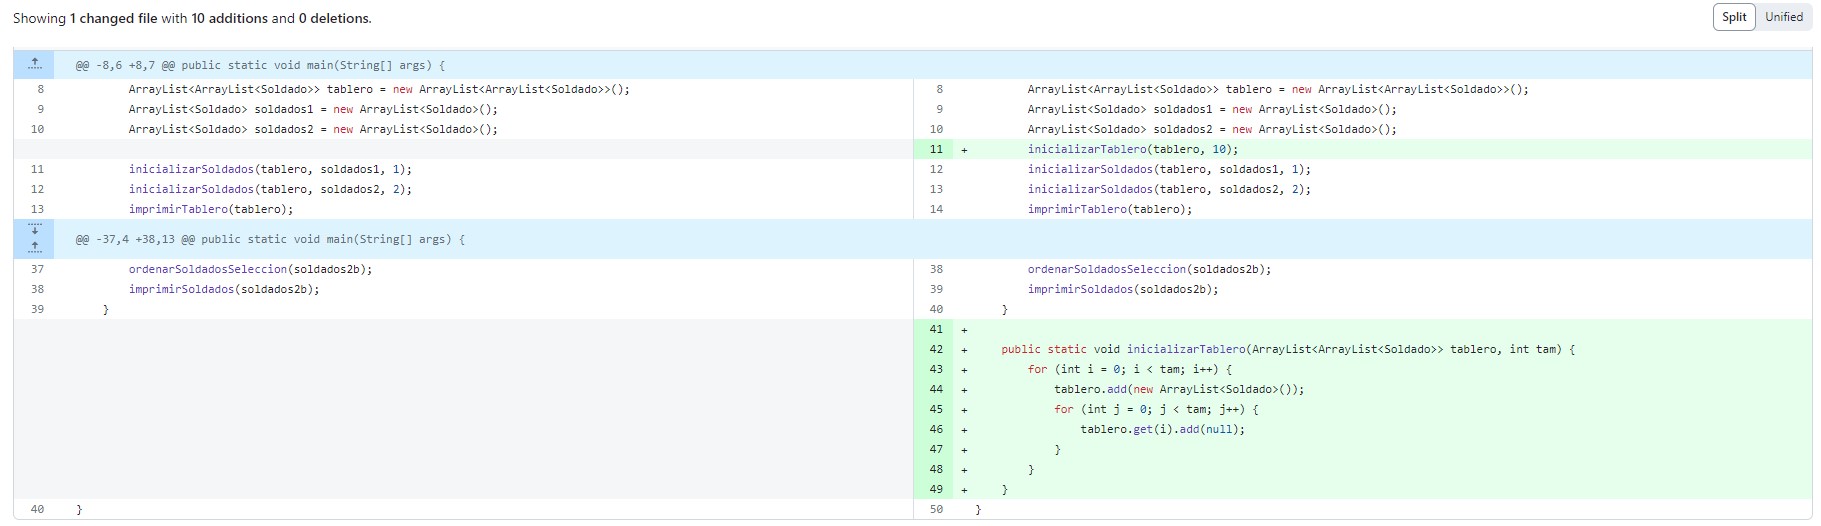 Showing 1 changed file with 10 additions and 0 deletions.
Split Unified
@@ -8,6 +8,7 @@ public static void main(String[] args) {
8 ArrayList<ArrayList<Soldado>> tablero = new ArrayList<ArrayList<Soldado>>();
9 ArrayList<Soldado> soldados1 = new ArrayList<Soldado>();
10 ArrayList<Soldado> soldados2 = new ArrayList<Soldado>();
11 inicializarSoldados(tablero, soldados1, 1);
12 inicializarSoldados(tablero, soldados2, 2);
13 imprimirTablero(tablero);
8 ArrayList<ArrayList<Soldado>> tablero = new ArrayList<ArrayList<Soldado>>();
9 ArrayList<Soldado> soldados1 = new ArrayList<Soldado>();
10 ArrayList<Soldado> soldados2 = new ArrayList<Soldado>();
11 + inicializarTablero(tablero, 10);
12 inicializarSoldados(tablero, soldados1, 1);
13 inicializarSoldados(tablero, soldados2, 2);
14 imprimirTablero(tablero);
@@ -37,4 +38,13 @@ public static void main(String[] args) {
37 ordenarSoldadosSeleccion(soldados2b);
38 imprimirSoldados(soldados2b);
39 }
40 }
38 ordenarSoldadosSeleccion(soldados2b);
39 imprimirSoldados(soldados2b);
40 }
41 +
42 + public static void inicializarTablero(ArrayList<ArrayList<Soldado>> tablero, int tam) {
43 + for (int i = 0; i < tam; i++) {
44 + tablero.add(new ArrayList<Soldado>());
45 + for (int j = 0; j < tam; j++) {
46 + tablero.get(i).add(null);
47 + }
48 + }
49 + }
50 }